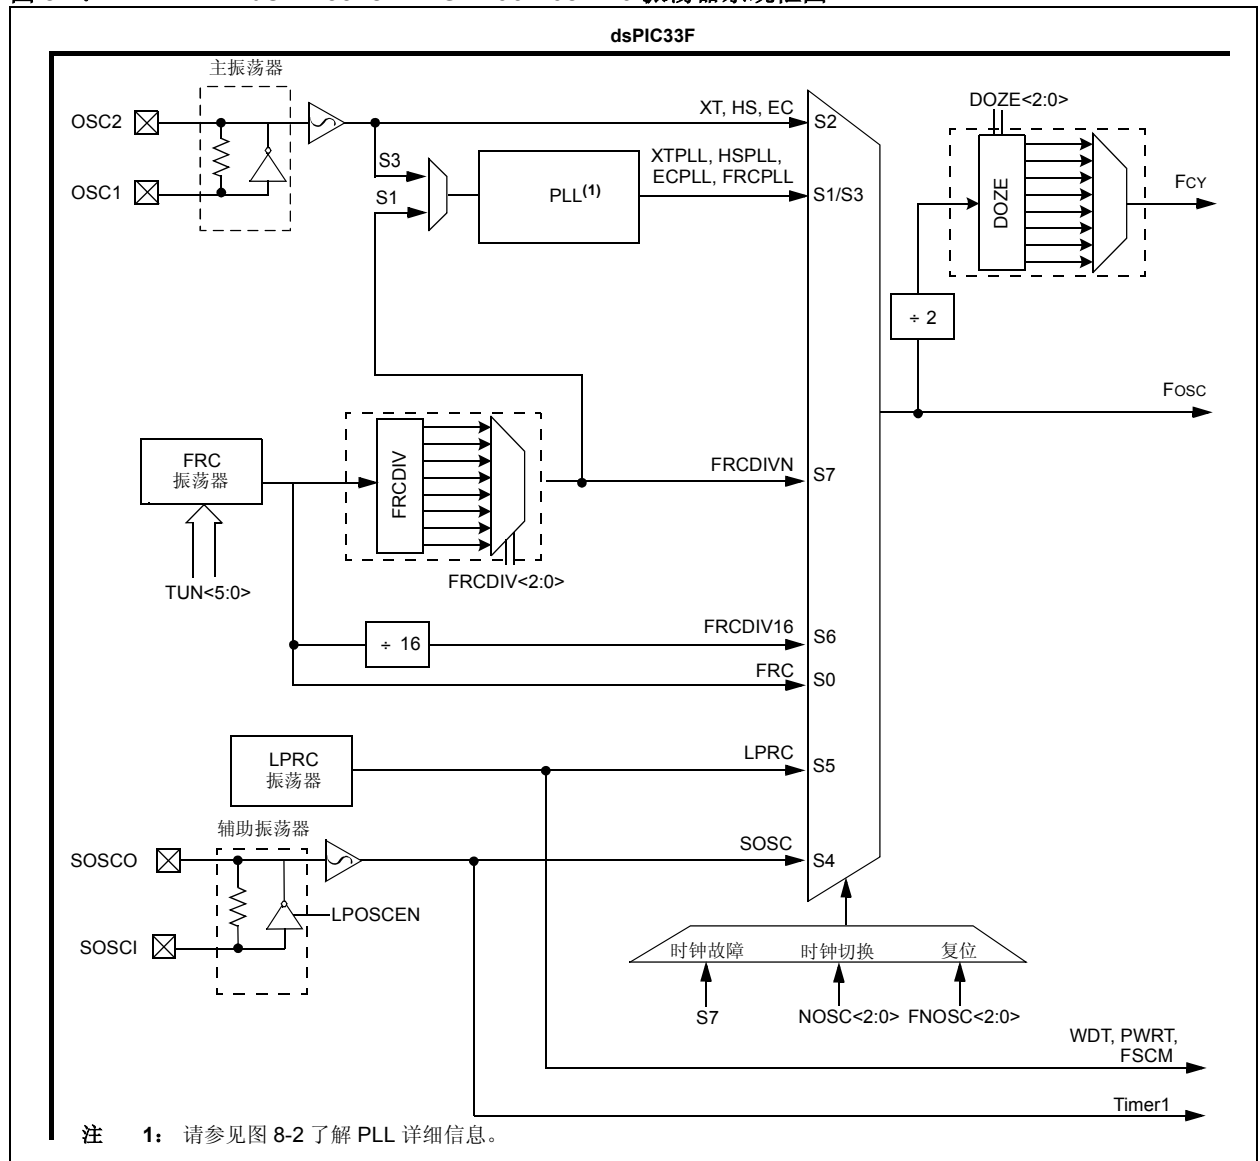 dsPIC33F
主振荡器
OSC2
OSC1
XT, HS, EC
S2
DOZE<2:0>
S3
S1
PLL(1)
XTPLL, HSPLL,
ECPLL, FRCPLL
S1/S3
DOZE
FCY
÷ 2
FOSC
FRC
振荡器
TUN<5:0>
FRCDIV
FRCDIV<2:0>
FRCDIVN
S7
÷ 16
FRCDIV16
S6
FRC
S0
LPRC
振荡器
LPRC
S5
辅助振荡器
SOSCO
SOSCI
LPOSCEN
SOSC
S4
时钟故障 时钟切换 复位
S7 NOSC<2:0> FNOSC<2:0>
WDT, PWRT,
FSCM
Timer1
注 1: 请参见图 8-2 了解 PLL 详细信息。